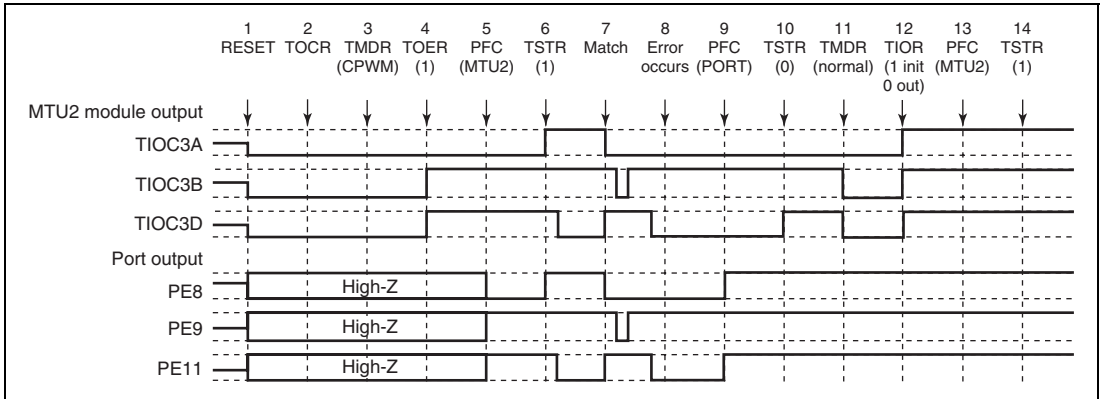 1 2 3 4 5 6 7 8 9 10 11 12 13 14
RESET TOCR TMDR TOER PFC TSTR Match Error PFC TSTR TMDR TIOR PFC TSTR
(CPWM) (1) (MTU2) (1) occurs (PORT) (0) (normal) (1 init (MTU2) (1)
0 out)
MTU2 module output
TIOC3A
TIOC3B
TIOC3D
Port output
PE8 High-Z
PE9 High-Z
PE11 High-Z